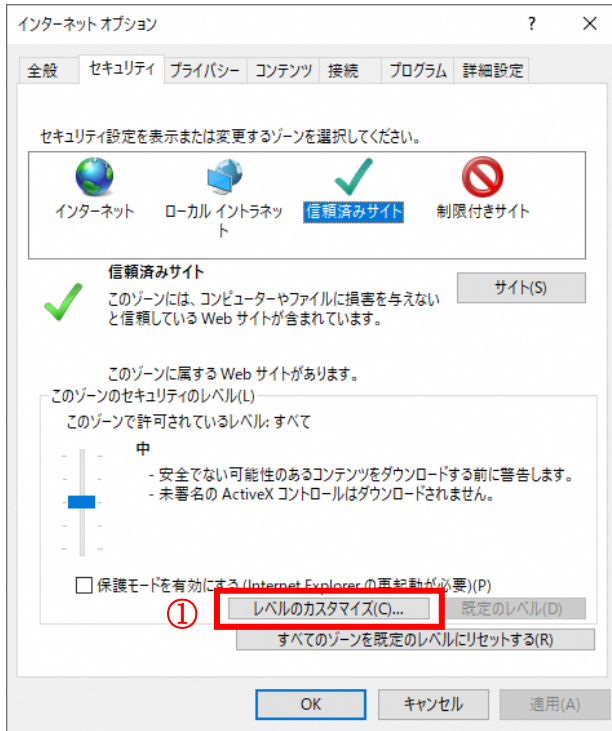 インターネット オプション ? ×
全般 セキュリティ プライバシー コンテンツ 接続 プログラム 詳細設定
セキュリティ設定を表示または変更するゾーンを選択してください。
インターネット ローカル イントラネッ 信頼済みサイト 制限付きサイト
ト
信頼済みサイト
サイト(S)
このゾーンには、コンピューターやファイルに損害を与えない
と信頼している Web サイトが含まれています。
このゾーンに属する Web サイトがあります。
このゾーンのセキュリティのレベル(L)
このゾーンで許可されているレベル: すべて
中
- 安全でない可能性のあるコンテンツをダウンロードする前に警告します。
- 未署名の ActiveX コントロールはダウンロードされません。
保護モードを有効にする (Internet Explorer の再起動が必要)(P)
① レベルのカスタマイズ(C)... 既定のレベル(D)
すべてのゾーンを既定のレベルにリセットする(R)
OK キャンセル 適用(A)